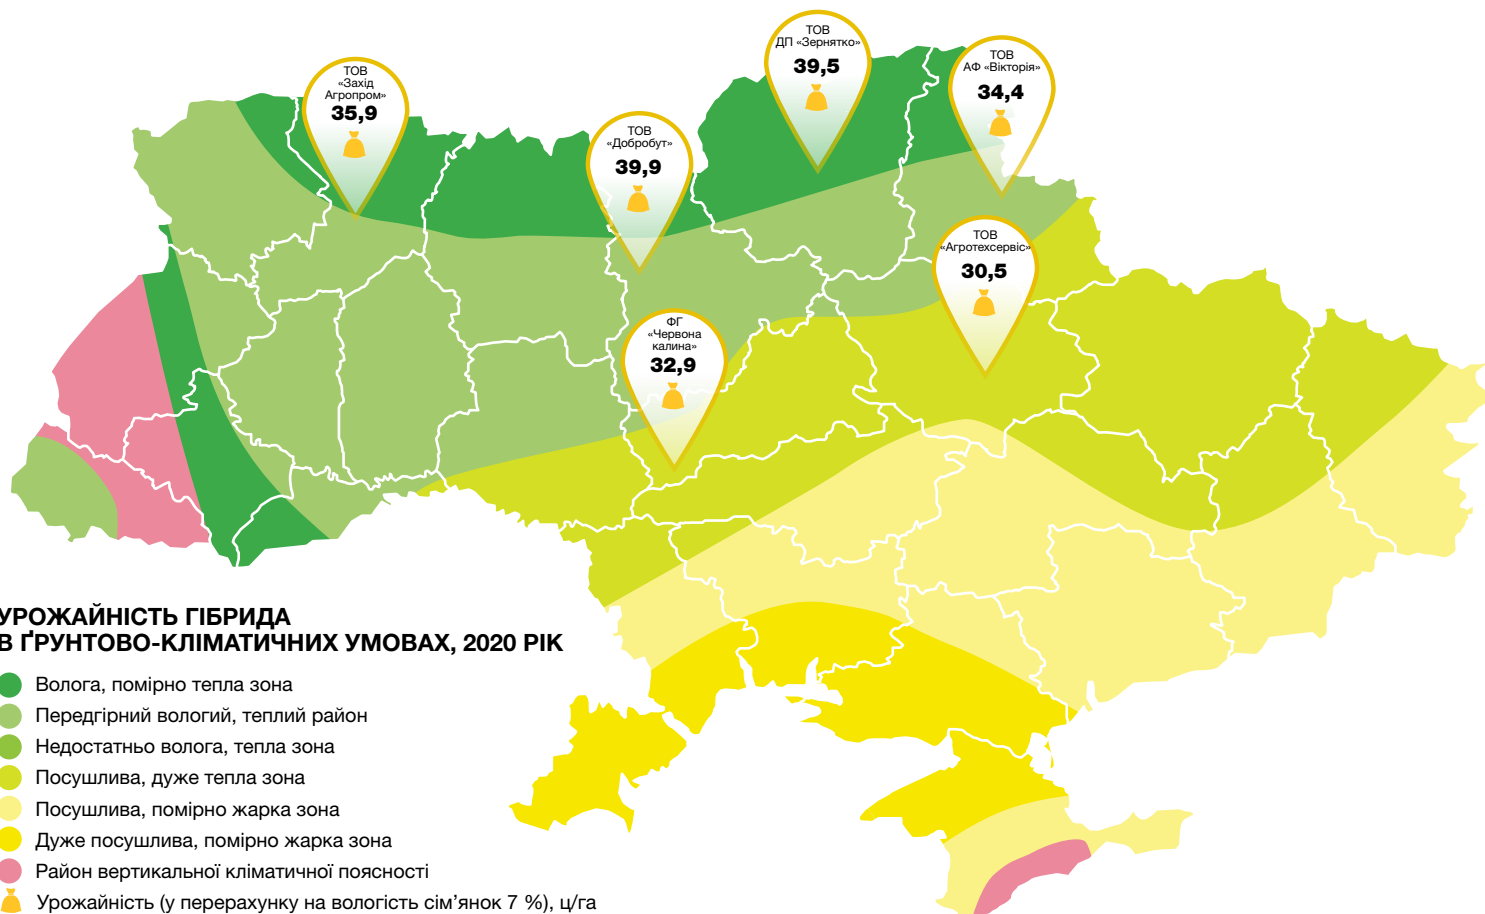 ТОВ
ДП «Зернятко»
39,5
ТОВ
АФ «Вікторія»
34,4
ТОВ
«Захід
Агропром»
35,9
ТОВ
«Добробут»
39,9
ТОВ
«Агротехсервіс»
30,5
ФГ
«Червона
калина»
32,9
УРОЖАЙНІСТЬ ГІБРИДА
В ҐРУНТОВО-КЛІМАТИЧНИХ УМОВАХ, 2020 РІК
Волога, помірно тепла зона
Передгірний вологий, теплий район
Недостатньо волога, тепла зона
Посушлива, дуже тепла зона
Посушлива, помірно жарка зона
Дуже посушлива, помірно жарка зона
Район вертикальної кліматичної поясності
Урожайність (у перерахунку на вологість сім’янок 7 %), ц/га